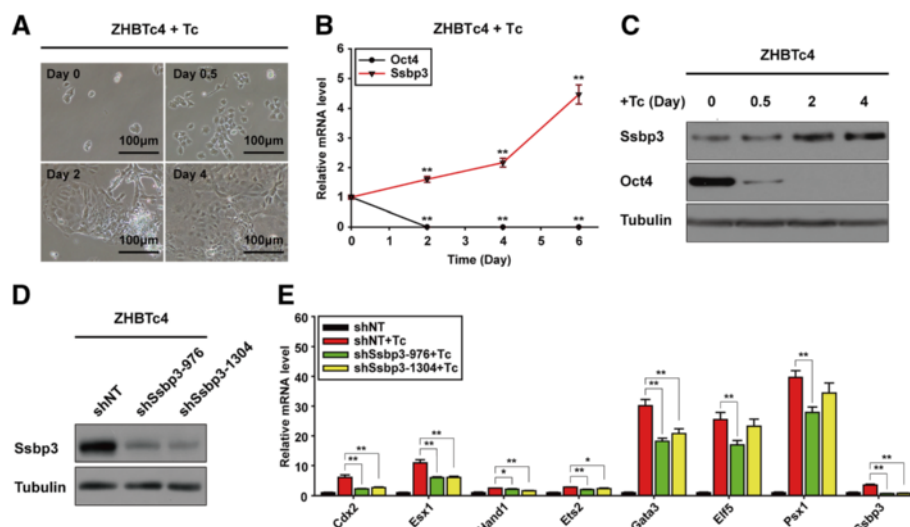 A
ZHBTc4 + Tc
Day 0
100µm
Day 0.5
100µm
Day 2
100µm
Day 4
100µm
B
ZHBTc4 + Tc
Relative mRNA level
6
5
4
3
2
1
0
Oct4
Ssbp3
**
**
**
**
**
**
0 1 2 3 4 5 6
Time (Day)
C
ZHBTc4
+Tc (Day) 0 0.5 2 4
Ssbp3
Oct4
Tubulin
D
ZHBTc4
shNT
shSsbp3-976
shSsbp3-1304
Ssbp3
Tubulin
E
Relative mRNA level
60
50
40
30
20
10
0
shNT
shNT+Tc
shSsbp3-976+Tc
shSsbp3-1304+Tc
**
**
**
**
**
*
*
**
**
**
**
**
**
**
Cdx2
Esx1
Ets2
Gata3
Elf5
Psx1